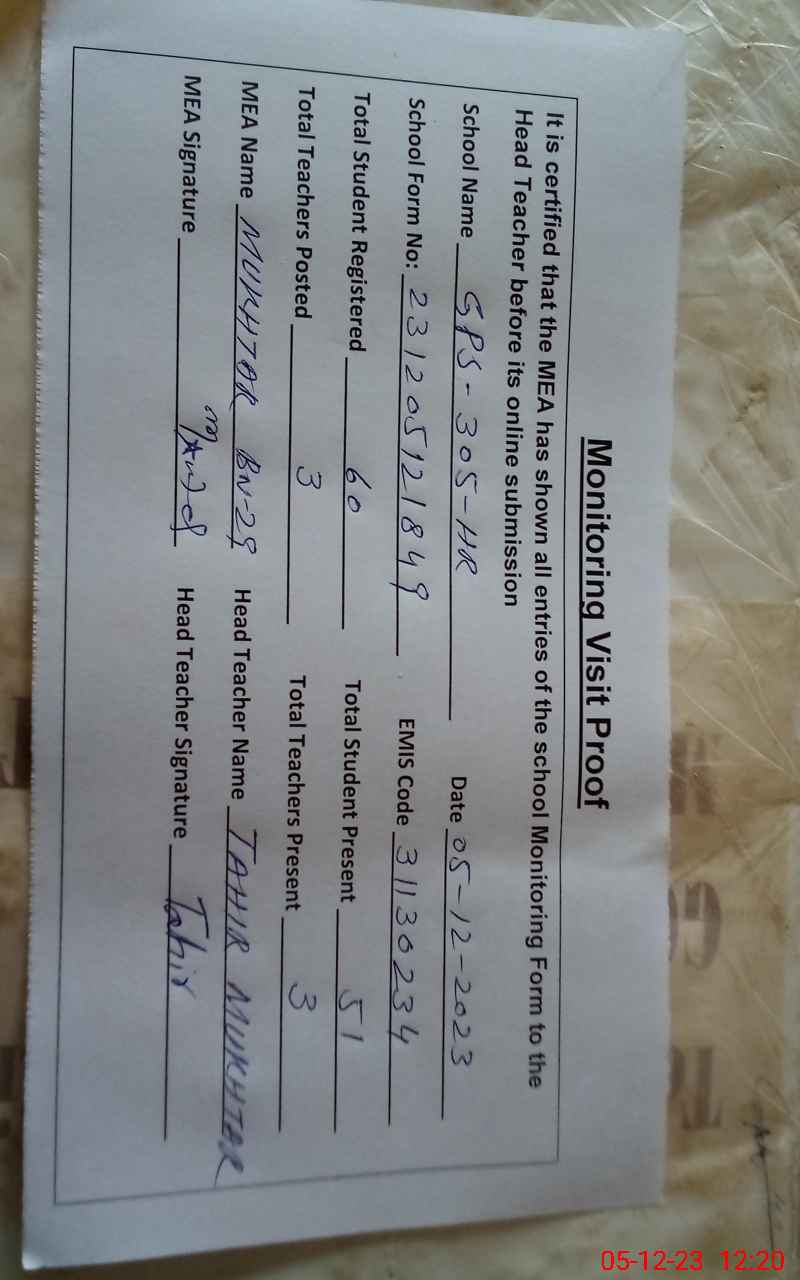 Monitoring Visit Proof
It is certified that the MEA has shown all entries of the school Monitoring Form to the
Head Teacher before its online submission
School Name GPS-305-HR Date 05-12-2023
School Form No: 231205121849 EMIS Code 31130234
Total Student Registered 60 Total Student Present 51
Total Teachers Posted 3 Total Teachers Present 3
MEA Name MUKHTAR BN-29 Head Teacher Name TAHIR MUKHTAR
MEA Signature Head Teacher Signature Tahir
05-12-23 12:20